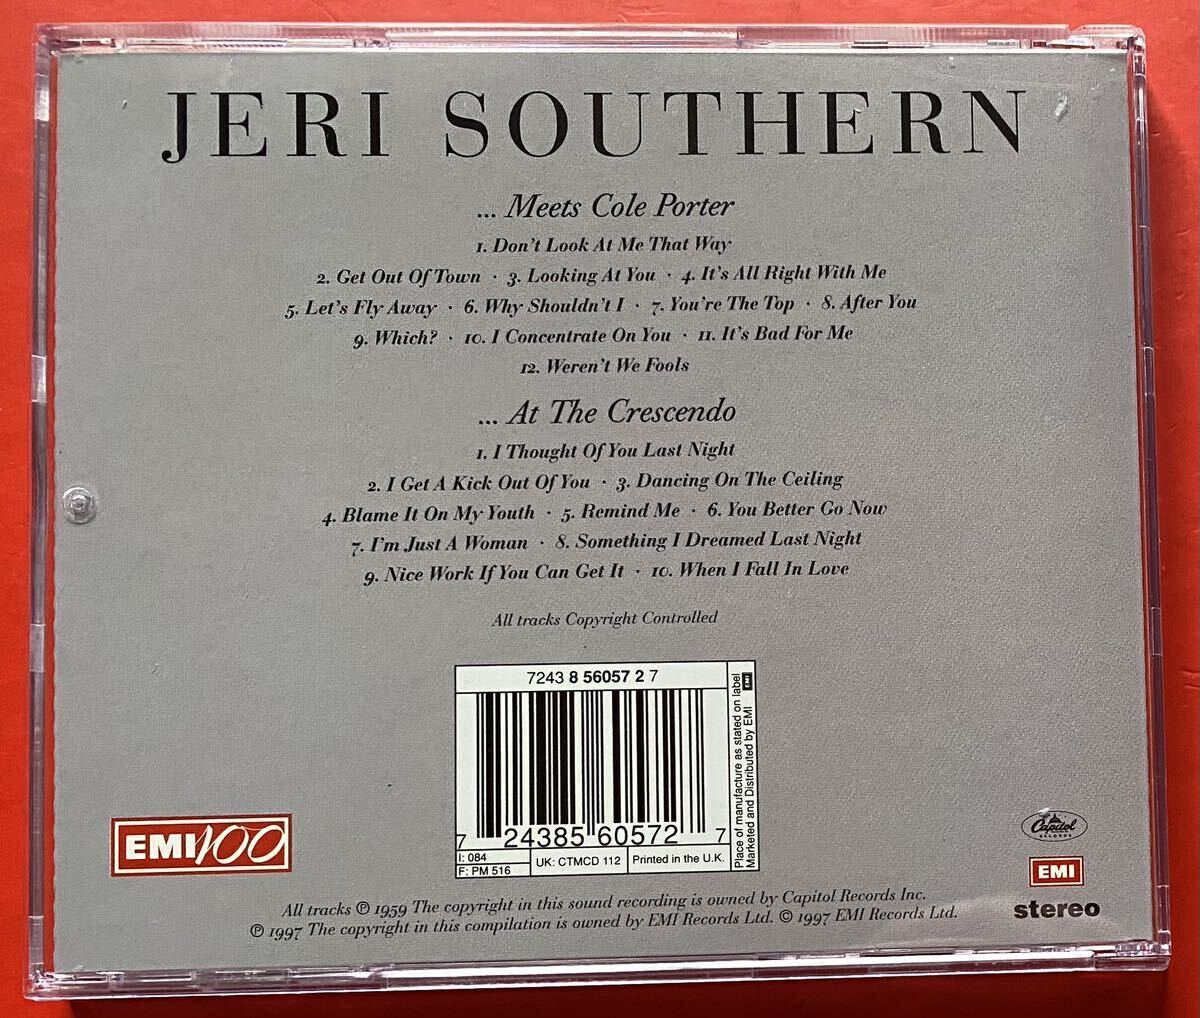 JERI SOUTHERN
... Meets Cole Porter
1. Don't Look At Me That Way
2. Get Out Of Town · 3. Looking At You · 4. It's All Right With Me
5. Let's Fly Away · 6. Why Shouldn't I · 7. You're The Top · 8. After You
9. Which? · 10. I Concentrate On You · 11. It's Bad For Me
12. Weren't We Fools
... At The Crescendo
1. I Thought Of You Last Night
2. I Get A Kick Out Of You · 3. Dancing On The Ceiling
4. Blame It On My Youth · 5. Remind Me · 6. You Better Go Now
7. I'm Just A Woman · 8. Something I Dreamed Last Night
9. Nice Work If You Can Get It · 10. When I Fall In Love
All tracks Copyright Controlled
7243 8 56057 2 7
7 24385 60572 7
I: 084
F: PM 516
UK: CTMCD 112
Printed in the U.K.
Place of manufacture as stated on label
Marketed and Distributed by EMI
EMI
EMI 100
Capitol
RECORDS
EMI
stereo
All tracks ℗ 1959 The copyright in this sound recording is owned by Capitol Records Inc.
℗ 1997 The copyright in this compilation is owned by EMI Records Ltd. © 1997 EMI Records Ltd.